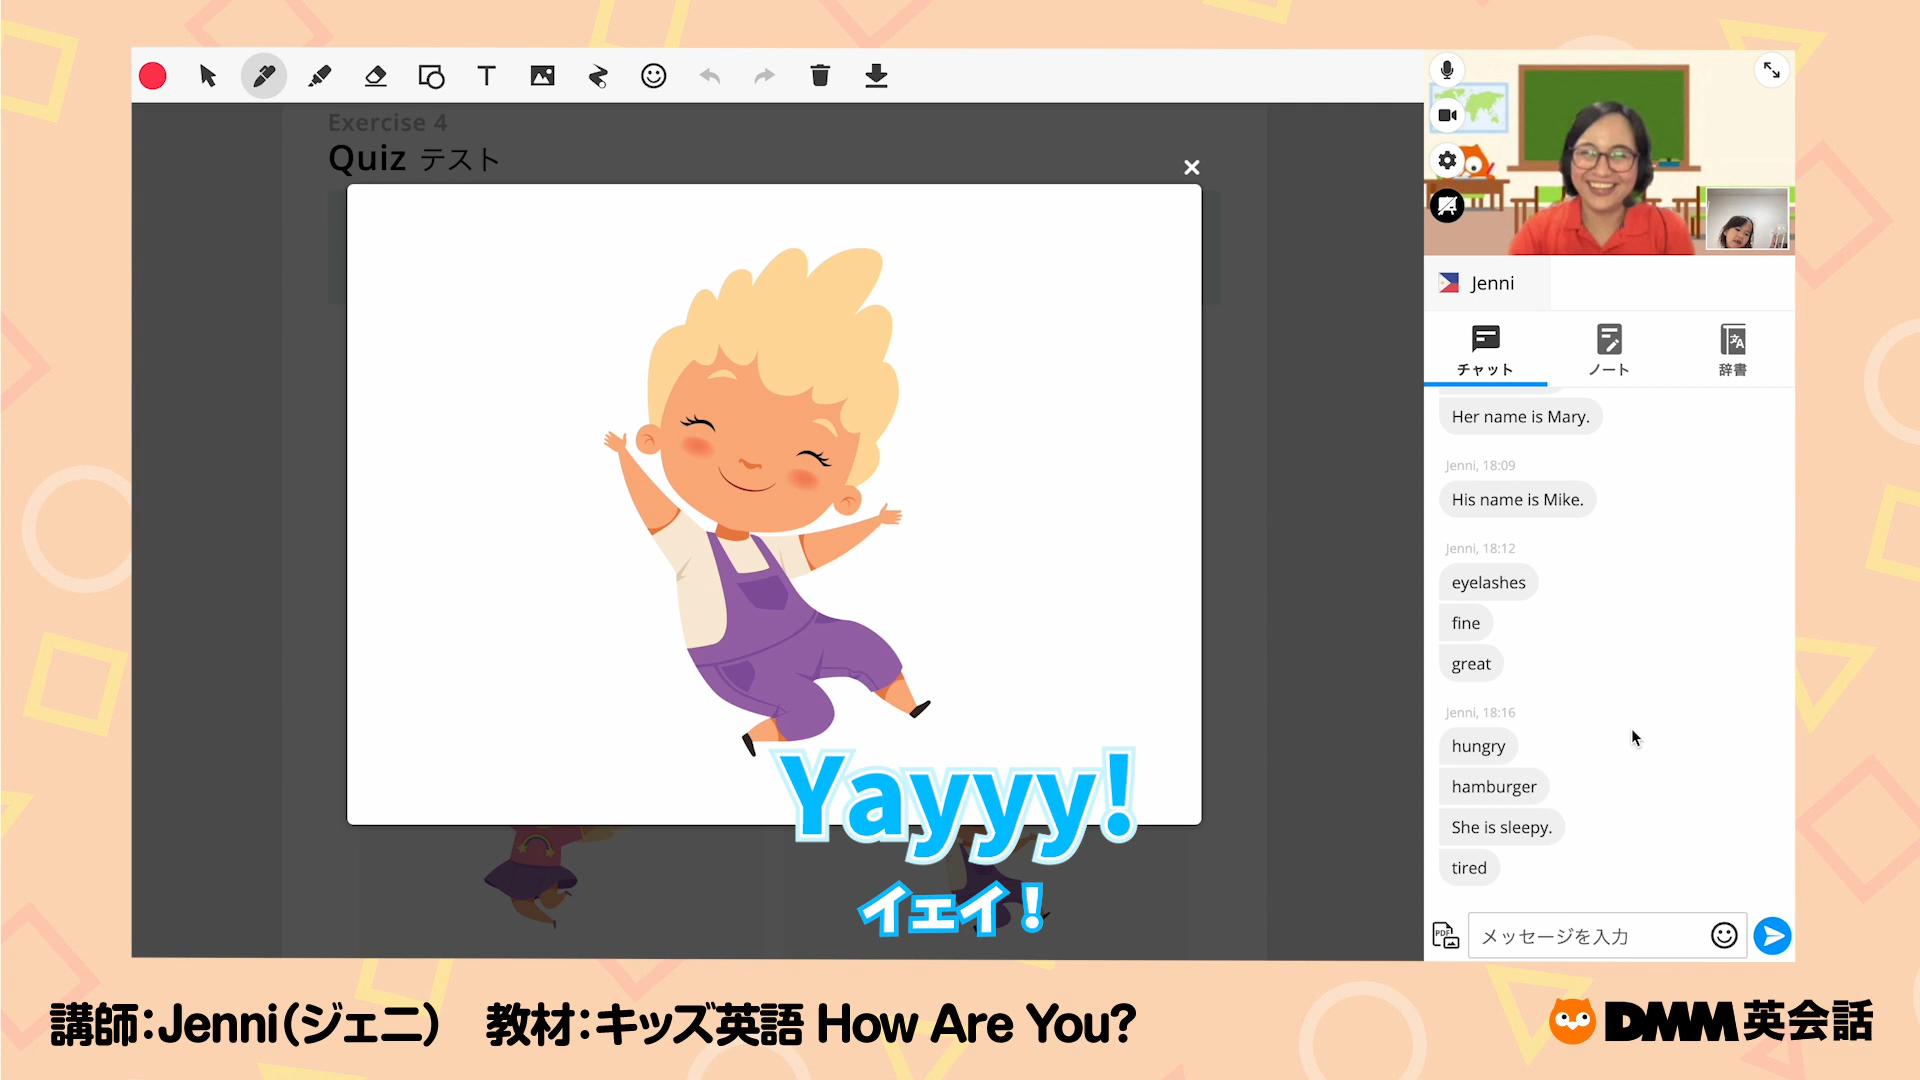 Exercise 4
Quiz テスト
Yayyy!
イェイ！
Jenni
チャット
ノート
辞書
Her name is Mary.
Jenni, 18:09
His name is Mike.
Jenni, 18:12
eyelashes
fine
great
Jenni, 18:16
hungry
hamburger
She is sleepy.
tired
PDF
メッセージを入力
講師：Jenni（ジェニ） 教材：キッズ英語 How Are You?
DMM英会話